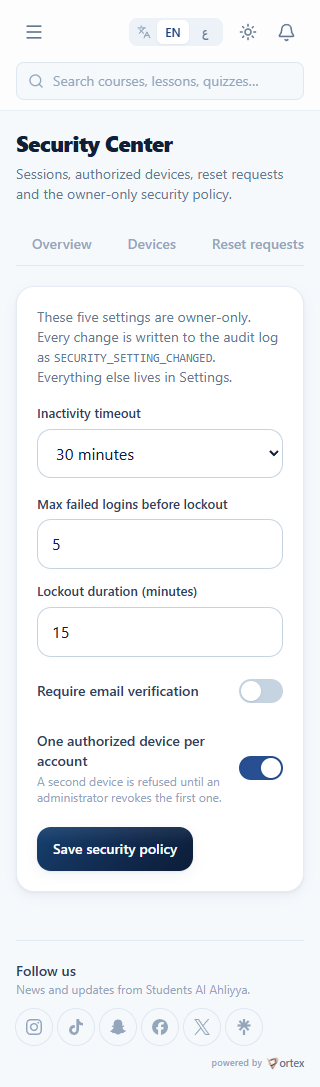 EN
ع
Search courses, lessons, quizzes...
Security Center
Sessions, authorized devices, reset requests
and the owner-only security policy.
Overview
Devices
Reset requests
These five settings are owner-only.
Every change is written to the audit log
as SECURITY_SETTING_CHANGED.
Everything else lives in Settings.
Inactivity timeout
30 minutes
Max failed logins before lockout
5
Lockout duration (minutes)
15
Require email verification
One authorized device per
account
A second device is refused until an
administrator revokes the first one.
Save security policy
Follow us
News and updates from Students Al Ahliyya.
powered by Vortex